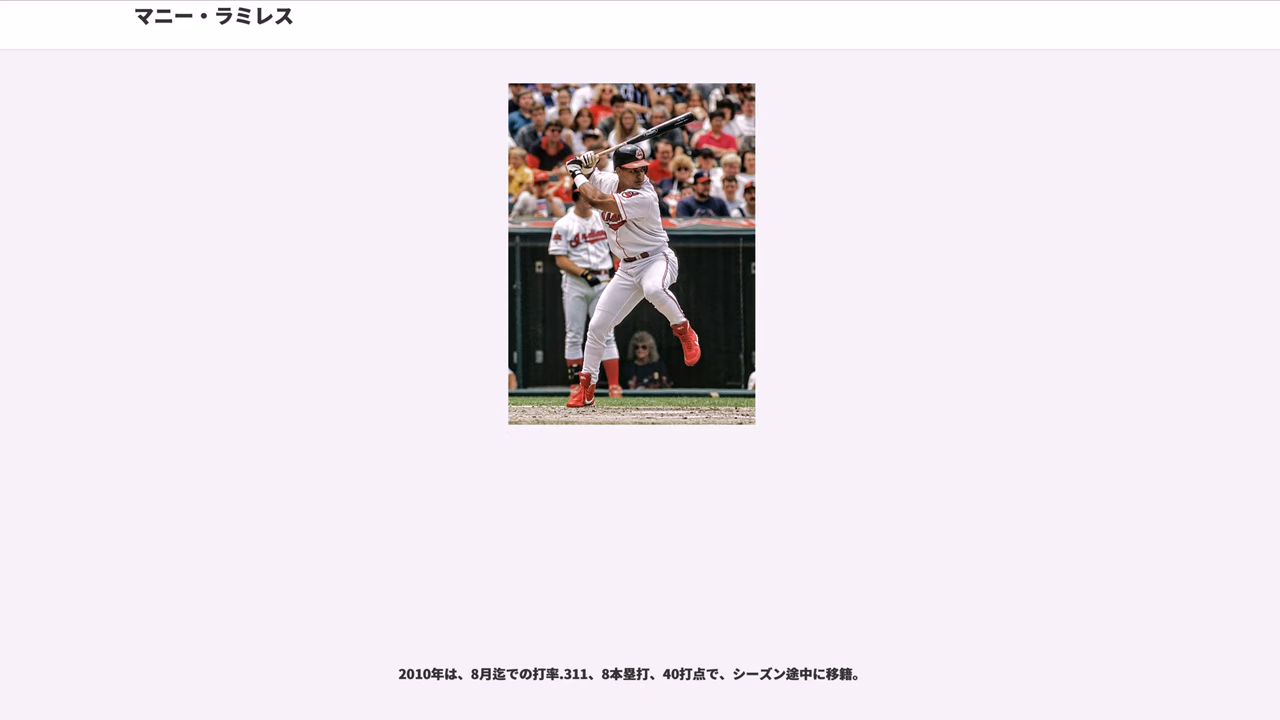 マニー・ラミレス
Indians
2010年は、8月迄での打率.311、8本塁打、40打点で、シーズン途中に移籍。